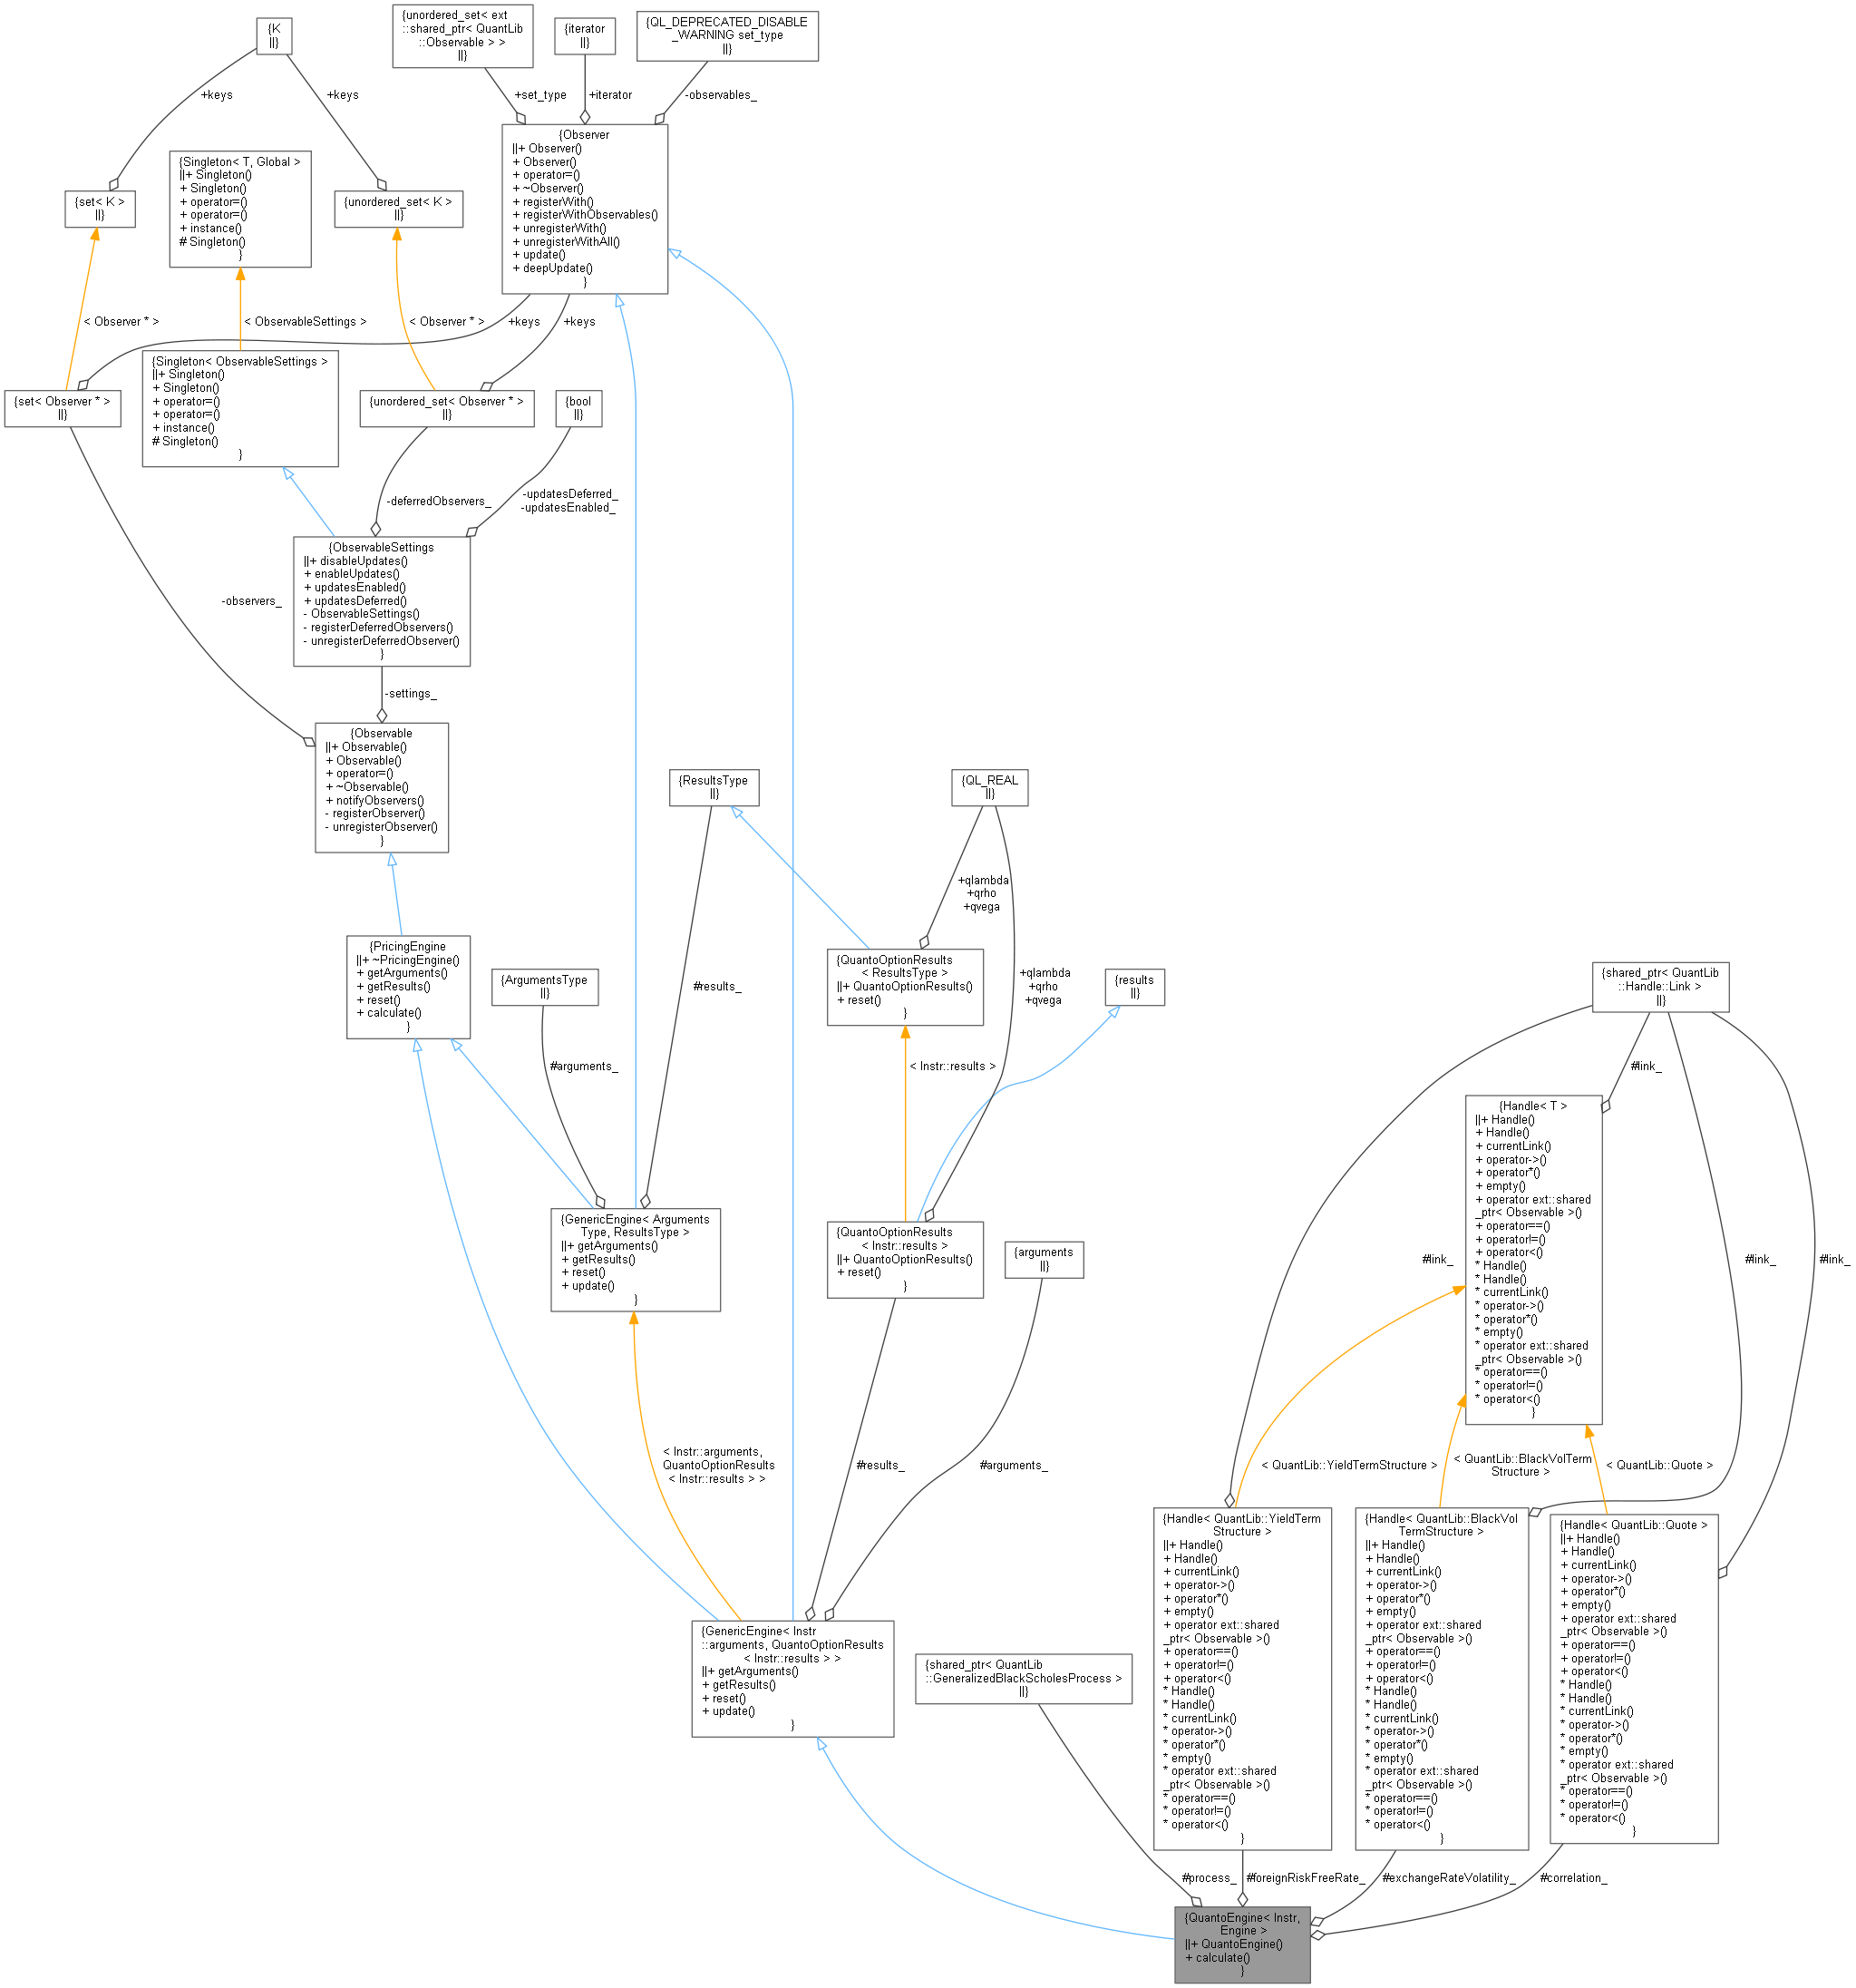 {K
||}
{unordered_set< ext
::shared_ptr< QuantLib
::Observable > >
||}
{iterator
||}
{QL_DEPRECATED_DISABLE
_WARNING set_type
||}
+keys
+keys
+set_type
+iterator
-observables_
{set< K >
||}
{Singleton< T, Global >
||+ Singleton()
+ Singleton()
+ operator=()
+ operator=()
+ instance()
# Singleton()
}
{unordered_set< K >
||}
{Observer
||+ Observer()
+ Observer()
+ operator=()
+ ~Observer()
+ registerWith()
+ registerWithObservables()
+ unregisterWith()
+ unregisterWithAll()
+ update()
+ deepUpdate()
}
< Observer * >
< ObservableSettings >
< Observer * >
+keys
+keys
{set< Observer * >
||}
{Singleton< ObservableSettings >
||+ Singleton()
+ Singleton()
+ operator=()
+ operator=()
+ instance()
# Singleton()
}
{unordered_set< Observer * >
||}
{bool
||}
-deferredObservers_
-updatesDeferred_
-updatesEnabled_
-observers_
{ObservableSettings
||+ disableUpdates()
+ enableUpdates()
+ updatesEnabled()
+ updatesDeferred()
- ObservableSettings()
- registerDeferredObservers()
- unregisterDeferredObserver()
}
-settings_
{Observable
||+ Observable()
+ Observable()
+ operator=()
+ ~Observable()
+ notifyObservers()
- registerObserver()
- unregisterObserver()
}
{ResultsType
||}
{QL_REAL
||}
+qlambda
+qrho
+qvega
{PricingEngine
||+ ~PricingEngine()
+ getArguments()
+ getResults()
+ reset()
+ calculate()
}
{ArgumentsType
||}
#results_
{QuantoOptionResults
< ResultsType >
||+ QuantoOptionResults()
+ reset()
}
+qlambda
+qrho
+qvega
{results
||}
{shared_ptr< QuantLib
::Handle::Link >
||}
#arguments_
< Instr::results >
#link_
{Handle< T >
||+ Handle()
+ Handle()
+ currentLink()
+ operator->()
+ operator*()
+ empty()
+ operator ext::shared
_ptr< Observable >()
+ operator==()
+ operator!=()
+ operator<()
* Handle()
* Handle()
* currentLink()
* operator->()
* operator*()
* empty()
* operator ext::shared
_ptr< Observable >()
* operator==()
* operator!=()
* operator<()
}
{GenericEngine< Arguments
Type, ResultsType >
||+ getArguments()
+ getResults()
+ reset()
+ update()
}
{QuantoOptionResults
< Instr::results >
||+ QuantoOptionResults()
+ reset()
}
{arguments
||}
#link_
#link_
#link_
< Instr::arguments,
QuantoOptionResults
< Instr::results > >
#results_
#arguments_
< QuantLib::YieldTermStructure >
< QuantLib::BlackVolTerm
Structure >
< QuantLib::Quote >
{GenericEngine< Instr
::arguments, QuantoOptionResults
< Instr::results > >
||+ getArguments()
+ getResults()
+ reset()
+ update()
}
{shared_ptr< QuantLib
::GeneralizedBlackScholesProcess >
||}
{Handle< QuantLib::YieldTerm
Structure >
||+ Handle()
+ Handle()
+ currentLink()
+ operator->()
+ operator*()
+ empty()
+ operator ext::shared
_ptr< Observable >()
+ operator==()
+ operator!=()
+ operator<()
* Handle()
* Handle()
* currentLink()
* operator->()
* operator*()
* empty()
* operator ext::shared
_ptr< Observable >()
* operator==()
* operator!=()
* operator<()
}
{Handle< QuantLib::BlackVol
TermStructure >
||+ Handle()
+ Handle()
+ currentLink()
+ operator->()
+ operator*()
+ empty()
+ operator ext::shared
_ptr< Observable >()
+ operator==()
+ operator!=()
+ operator<()
* Handle()
* Handle()
* currentLink()
* operator->()
* operator*()
* empty()
* operator ext::shared
_ptr< Observable >()
* operator==()
* operator!=()
* operator<()
}
{Handle< QuantLib::Quote >
||+ Handle()
+ Handle()
+ currentLink()
+ operator->()
+ operator*()
+ empty()
+ operator ext::shared
_ptr< Observable >()
+ operator==()
+ operator!=()
+ operator<()
* Handle()
* Handle()
* currentLink()
* operator->()
* operator*()
* empty()
* operator ext::shared
_ptr< Observable >()
* operator==()
* operator!=()
* operator<()
}
#process_
#foreignRiskFreeRate_
#exchangeRateVolatility_
#correlation_
{QuantoEngine< Instr,
Engine >
||+ QuantoEngine()
+ calculate()
}